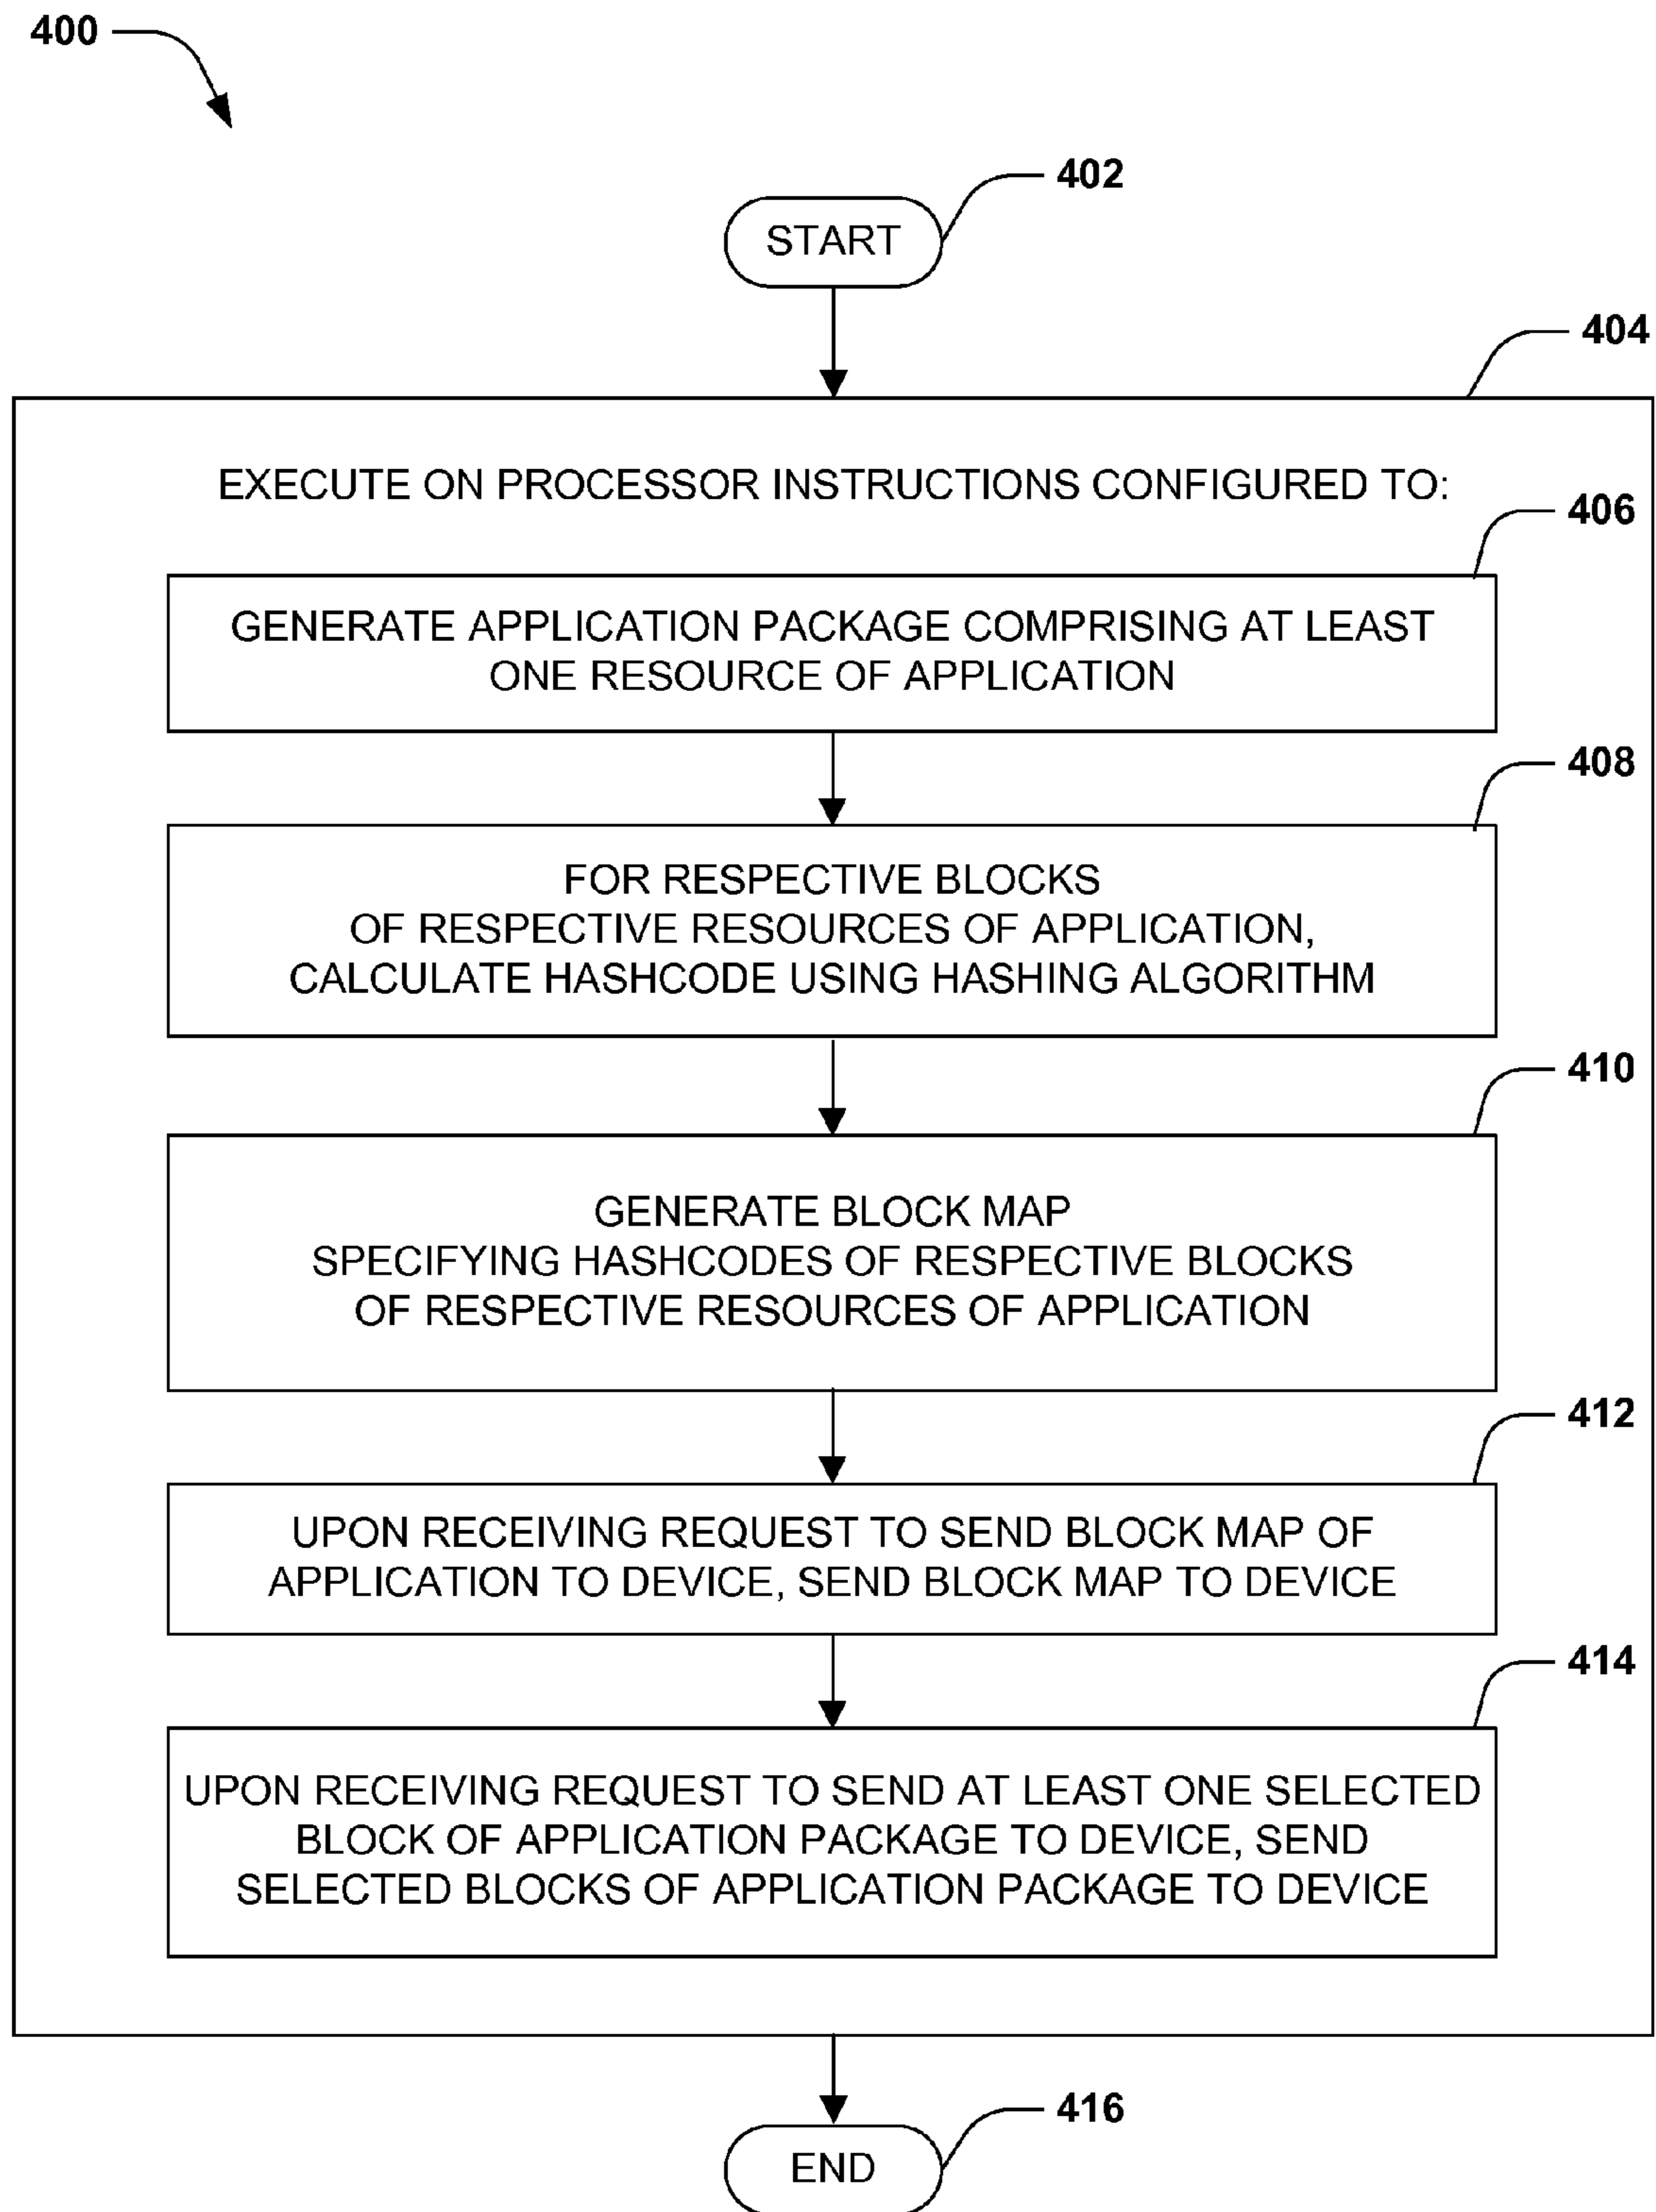 400
402
START
404
EXECUTE ON PROCESSOR INSTRUCTIONS CONFIGURED TO:
406
GENERATE APPLICATION PACKAGE COMPRISING AT LEAST
ONE RESOURCE OF APPLICATION
408
FOR RESPECTIVE BLOCKS
OF RESPECTIVE RESOURCES OF APPLICATION,
CALCULATE HASHCODE USING HASHING ALGORITHM
410
GENERATE BLOCK MAP
SPECIFYING HASHCODES OF RESPECTIVE BLOCKS
OF RESPECTIVE RESOURCES OF APPLICATION
412
UPON RECEIVING REQUEST TO SEND BLOCK MAP OF
APPLICATION TO DEVICE, SEND BLOCK MAP TO DEVICE
414
UPON RECEIVING REQUEST TO SEND AT LEAST ONE SELECTED
BLOCK OF APPLICATION PACKAGE TO DEVICE, SEND
SELECTED BLOCKS OF APPLICATION PACKAGE TO DEVICE
416
END